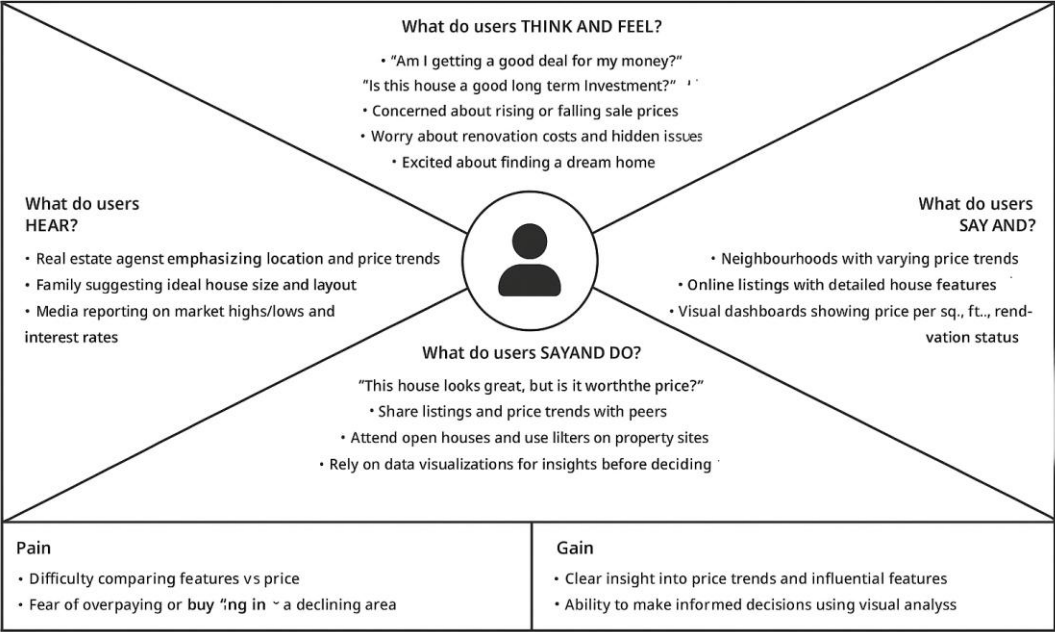 What do users THINK AND FEEL?
• "Am I getting a good deal for my money?"
"Is this house a good long term Investment?"
• Concerned about rising or falling sale prices
• Worry about renovation costs and hidden issues
• Excited about finding a dream home
What do users
HEAR?
• Real estate agenst emphasizing location and price trends
• Family suggesting ideal house size and layout
• Media reporting on market highs/lows and
interest rates
What do users
SAY AND?
• Neighbourhoods with varying price trends
• Online listings with detailed house features
• Visual dashboards showing price per sq., ft.., rend-
vation status
What do users SAYAND DO?
"This house looks great, but is it worththe price?"
• Share listings and price trends with peers
• Attend open houses and use lilters on property sites
• Rely on data visualizations for insights before deciding
Pain
• Difficulty comparing features vs price
• Fear of overpaying or buy in a declining area
Gain
• Clear insight into price trends and influential features
• Ability to make informed decisions using visual analyss